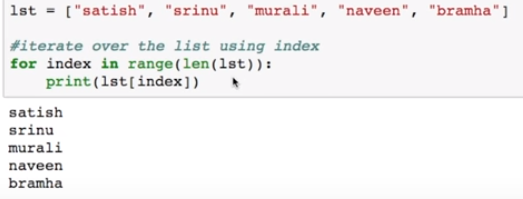 lst = ["satish", "srinu", "murali", "naveen", "bramha"]
#iterate over the list using index
for index in range(len(lst)):
    print(lst[index])
satish
srinu
murali
naveen
bramha